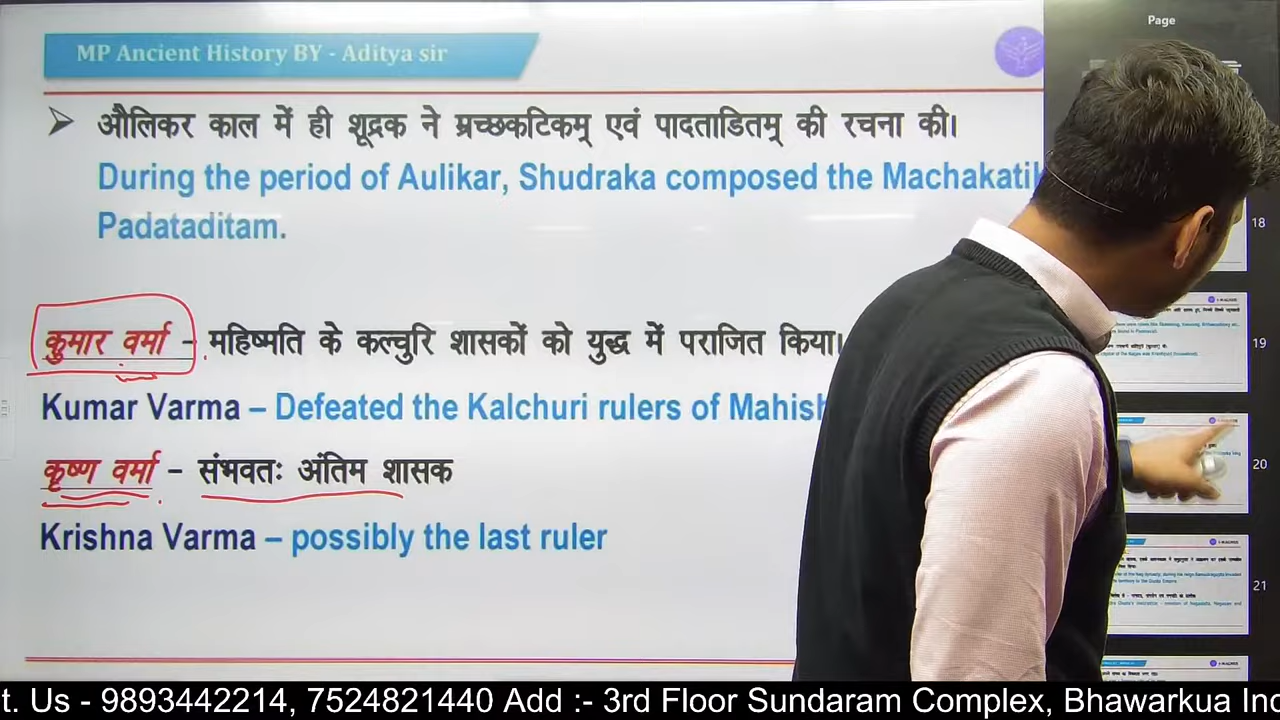 Page
MP Ancient History BY - Aditya sir
औलिकर काल में ही शूद्रक ने म्रच्छकटिकम् एवं पादताडितम् की रचना की।
During the period of Aulikar, Shudraka composed the
Padataditam.
कुमार वर्मा - महिष्मति के कल्चुरि शासकों को युद्ध में पराजित किया।
Kumar Varma – Defeated the Kalchuri rulers of
कृष्ण वर्मा - संभवतः अंतिम शासक
Krishna Varma – possibly the last ruler
18
19
20
21
t. Us - 9893442214, 7524821440 Add :- 3rd Floor Sundaram Complex, Bhawarkua